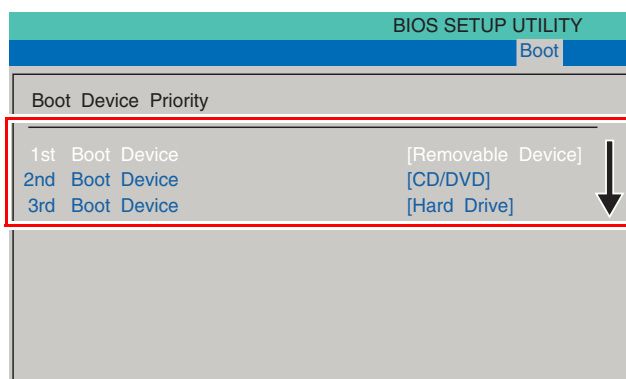 BIOS SETUP UTILITY
Boot
Boot Device Priority
1st Boot Device [Removable Device]
2nd Boot Device [CD/DVD]
3rd Boot Device [Hard Drive]